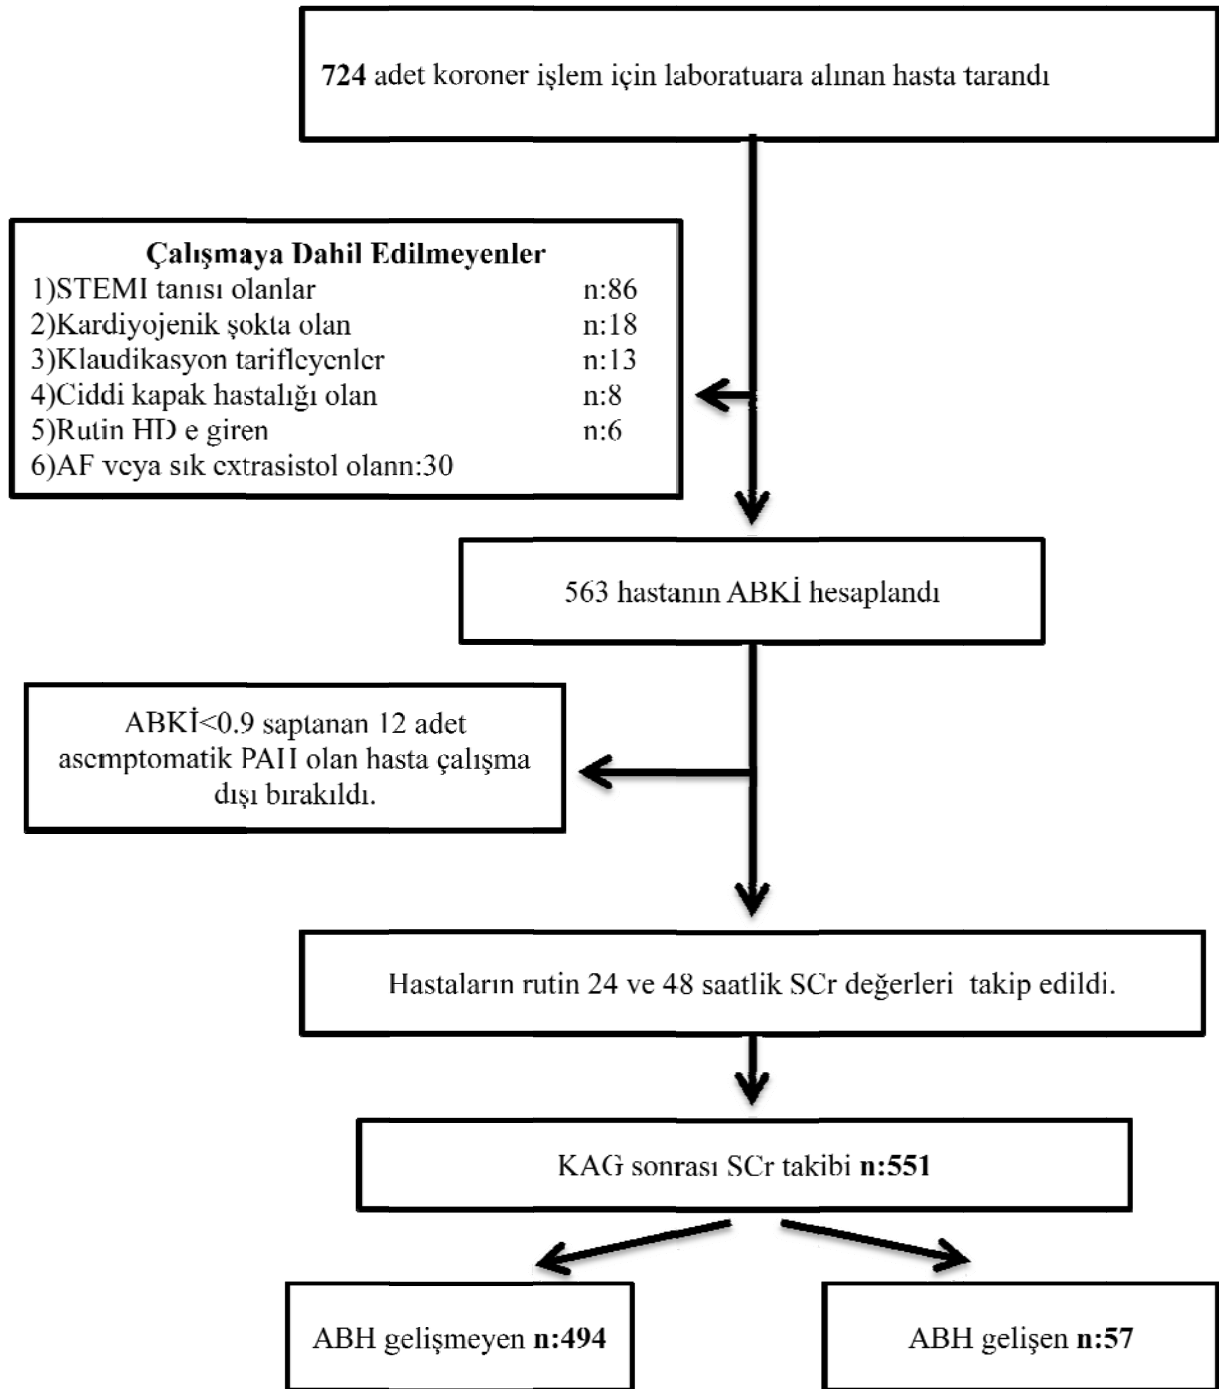 724 adet koroner işlem için laboratuara alınan hasta tarandı
Çalışmaya Dahil Edilmeyenler
1)STEMI tanısı olanlar n:86
2)Kardiyojenik şokta olan n:18
3)Klaudikasyon tarifleyenler n:13
4)Ciddi kapak hastalığı olan n:8
5)Rutin HD e giren n:6
6)AF veya sık extrasistol olann:30
563 hastanın ABKİ hesaplandı
ABKİ<0.9 saptanan 12 adet
asemptomatik PAH olan hasta çalışma
dışı bırakıldı.
Hastaların rutin 24 ve 48 saatlik SCr değerleri takip edildi.
KAG sonrası SCr takibi n:551
ABH gelişmeyen n:494
ABH gelişen n:57